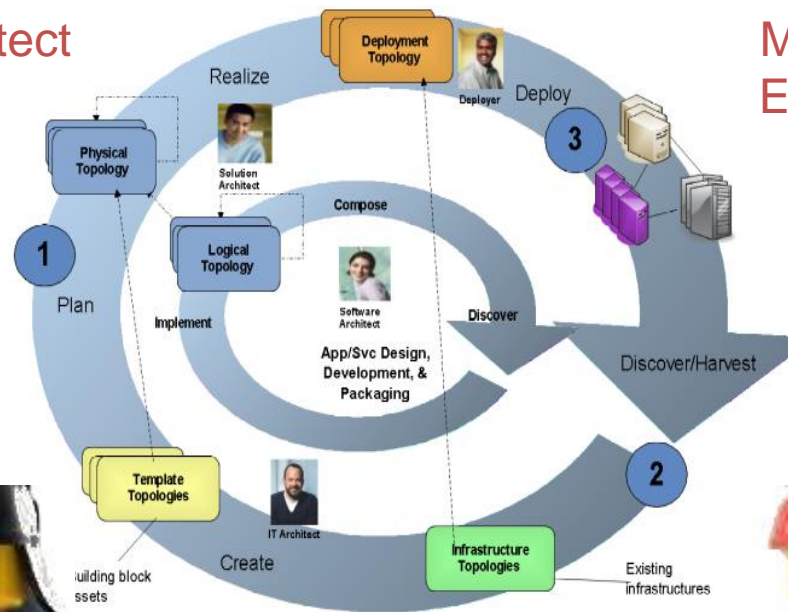 tect
M
E
Deployment
Topology
Deployer
Realize
Deploy
3
Physical
Topology
Solution
Architect
Compose
Logical
Topology
1
Plan
Implement
Software
Architect
Discover
App/Svc Design,
Development, &
Packaging
Discover/Harvest
2
Template
Topologies
IT Architect
Create
Infrastructure
Topologies
uilding block
ssets
Existing
infrastructures